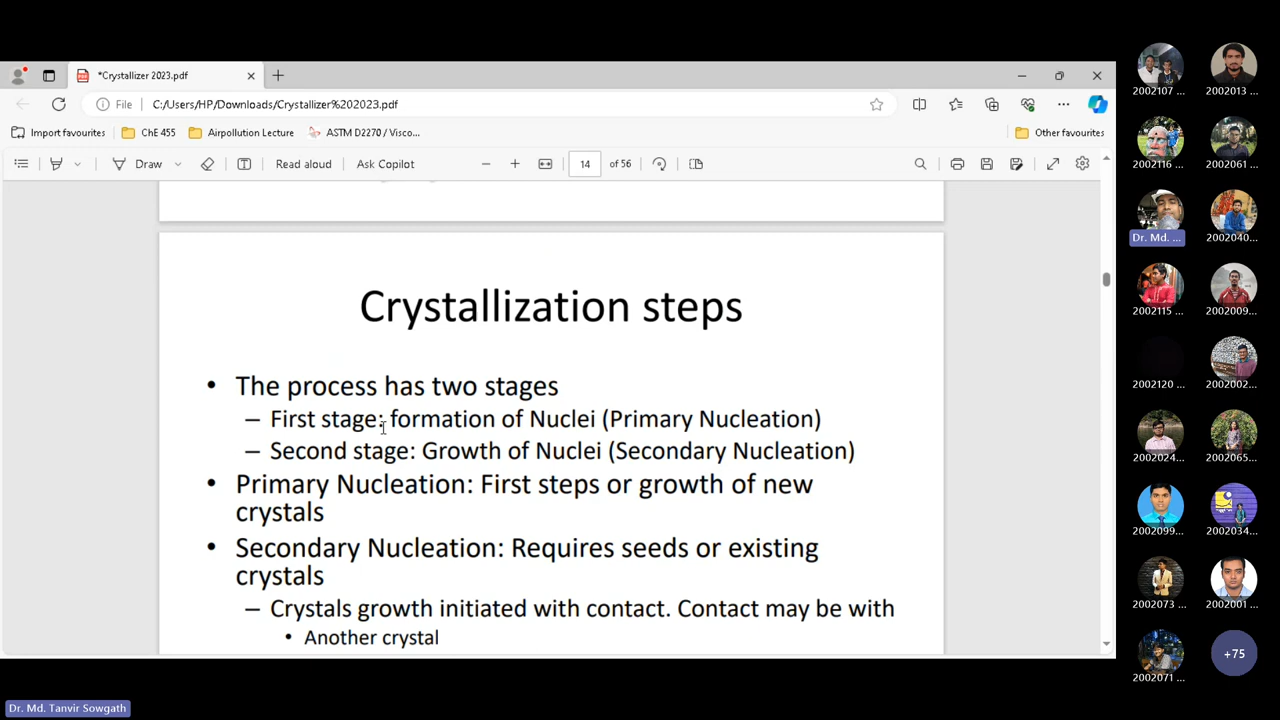 *Crystallizer 2023.pdf
File C:/Users/HP/Downloads/Crystallizer%202023.pdf
Import favourites ChE 455 Airpollution Lecture ASTM D2270 / Visco... Other favourites
Draw Read aloud Ask Copilot 14 of 56
Crystallization steps
• The process has two stages
– First stage: formation of Nuclei (Primary Nucleation)
– Second stage: Growth of Nuclei (Secondary Nucleation)
• Primary Nucleation: First steps or growth of new
crystals
• Secondary Nucleation: Requires seeds or existing
crystals
– Crystals growth initiated with contact. Contact may be with
• Another crystal
2002107 ... 2002013 ...
2002116 ... 2002061 ...
Dr. Md. ... 2002040...
2002115 ... 2002009...
2002120 ... 2002002...
2002024... 2002065...
2002099... 2002034...
2002073 ... 2002001 ...
2002071 ... +75
Dr. Md. Tanvir Sowgath